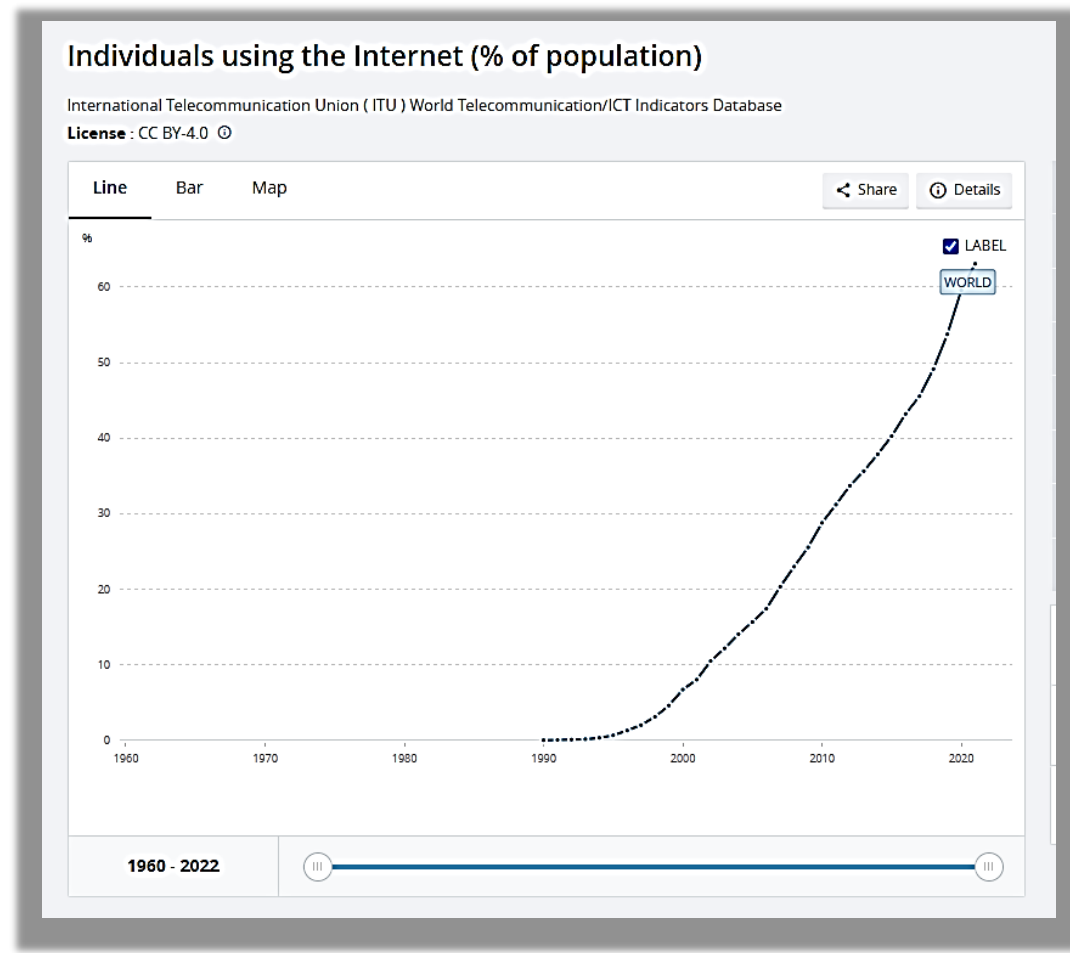 Individuals using the Internet (% of population)
International Telecommunication Union ( ITU ) World Telecommunication/ICT Indicators Database
License : CC BY-4.0
Line Bar Map Share Details
%
LABEL
WORLD
60
50
40
30
20
10
0
1960 1970 1980 1990 2000 2010 2020
1960 - 2022